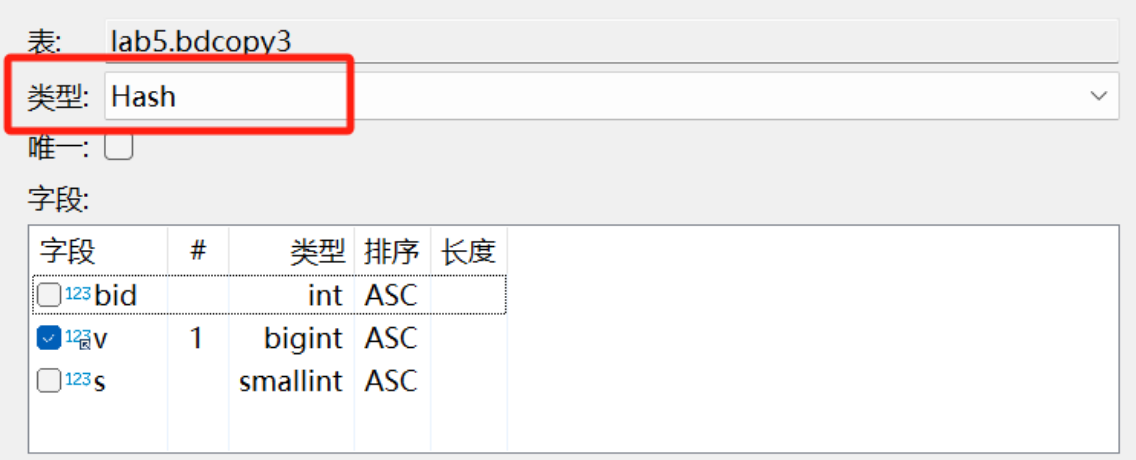 表: lab5.bdcopy3
类型: Hash
唯一:
字段:
字段 # 类型 排序 长度
123 bid int ASC
123 v 1 bigint ASC
123 s smallint ASC